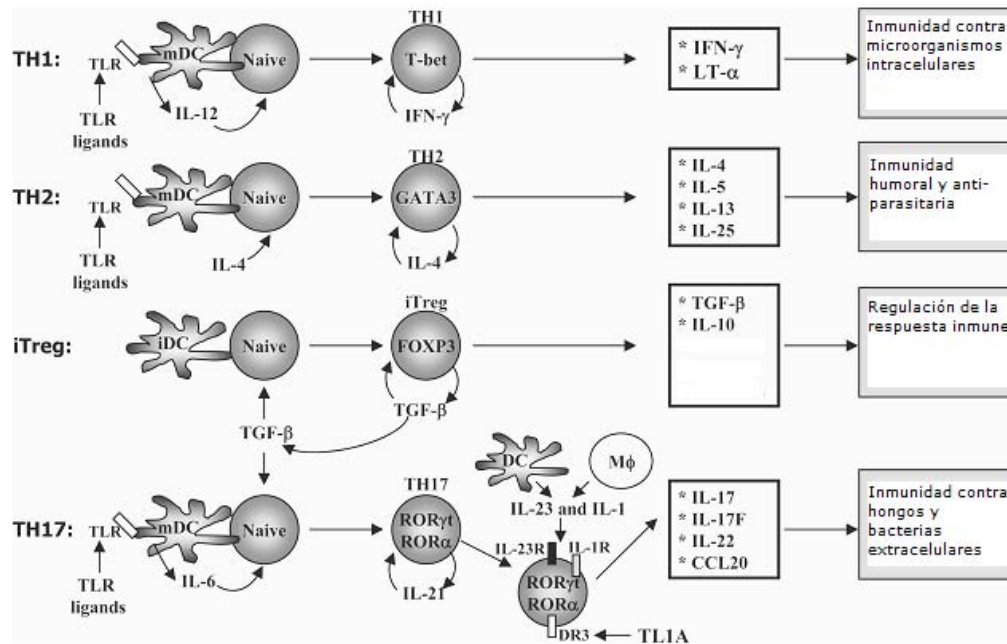 TH1:
TLR
TLR
ligands
mDC
Naive
IL-12
TH1
T-bet
IFN-γ
* IFN-γ
* LT-α
Inmunidad contra
microorganismos
intracelulares
TH2:
TLR
TLR
ligands
mDC
Naive
IL-4
TH2
GATA3
IL-4
* IL-4
* IL-5
* IL-13
* IL-25
Inmunidad
humoral y anti-
parasitaria
iTreg:
iDC
Naive
iTreg
FOXP3
TGF-β
TGF-β
* TGF-β
* IL-10
Regulación de la
respuesta inmune
TH17:
TLR
TLR
ligands
mDC
Naive
IL-6
TH17
RORγt
RORα
IL-21
DC
Mϕ
IL-23 and IL-1
IL-23R
IL-1R
RORγt
RORα
DR3
TL1A
* IL-17
* IL-17F
* IL-22
* CCL20
Inmunidad contra
hongos y
bacterias
extracelulares